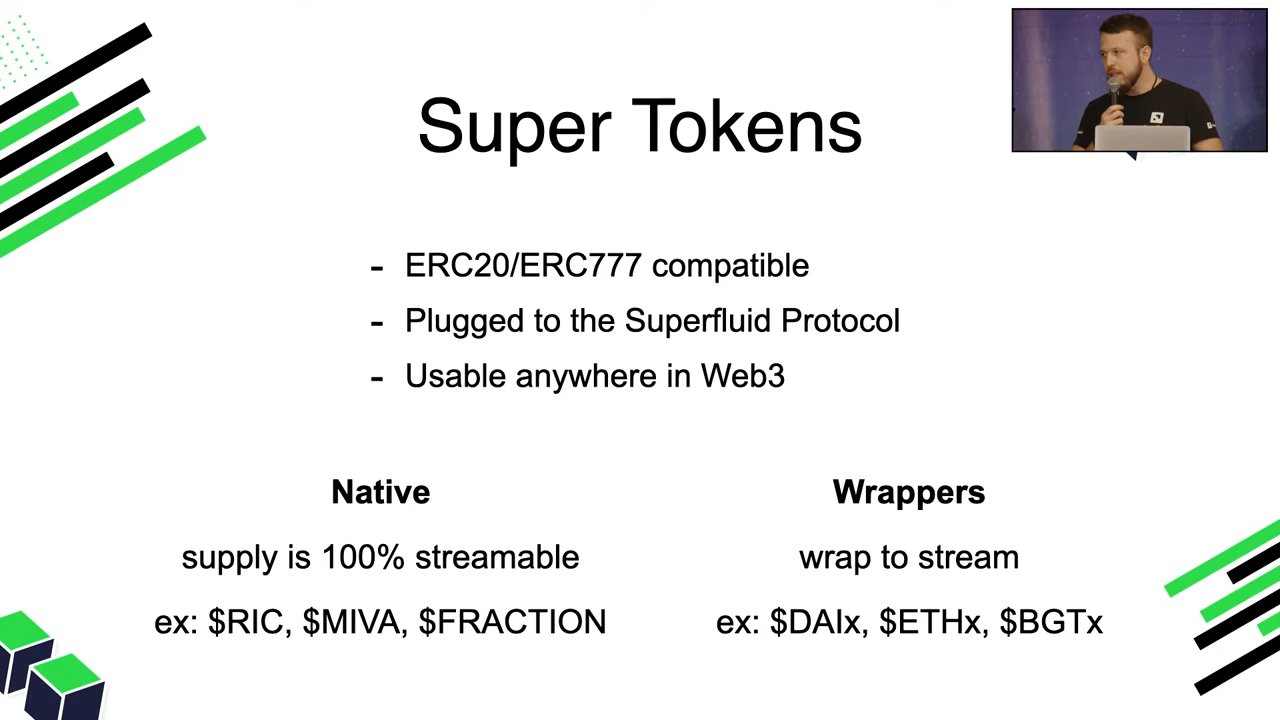 Super Tokens
- ERC20/ERC777 compatible
- Plugged to the Superfluid Protocol
- Usable anywhere in Web3
Native
supply is 100% streamable
ex: $RIC, $MIVA, $FRACTION
Wrappers
wrap to stream
ex: $DAIx, $ETHx, $BGTx